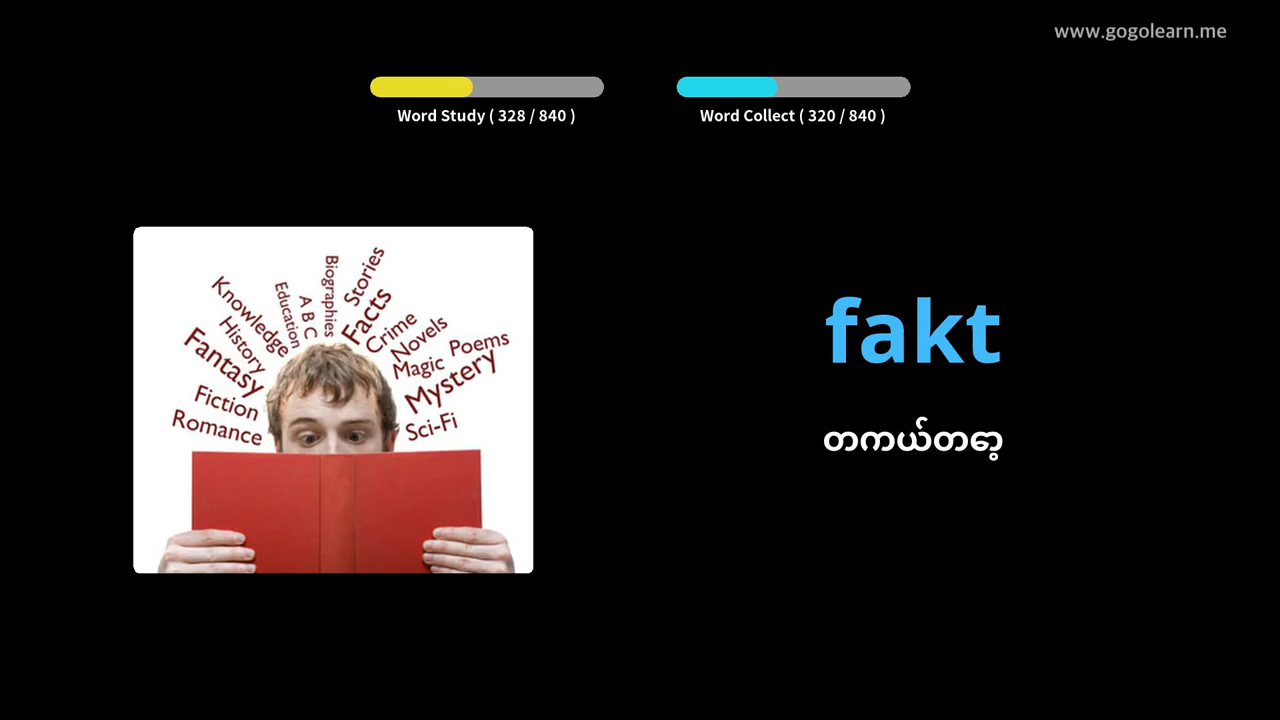 www.gogolearn.me
Word Study ( 328 / 840 )
Word Collect ( 320 / 840 )
Biographies
Stories
Education
A B C
Facts
Knowledge
Crime
History
Novels
Fantasy
Magic
Poems
Mystery
Fiction
Romance
Sci-Fi
fakt
တကယ်တော့